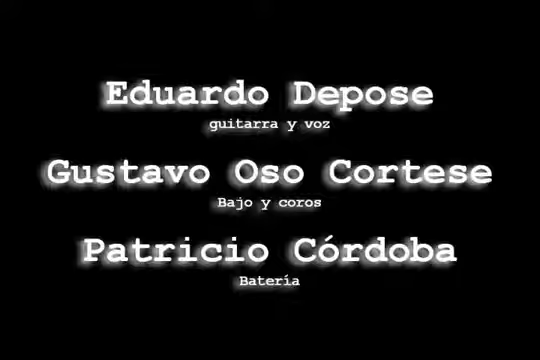 Eduardo Depose
guitarra y voz
Gustavo Oso Cortese
Bajo y coros
Patricio Córdoba
Batería